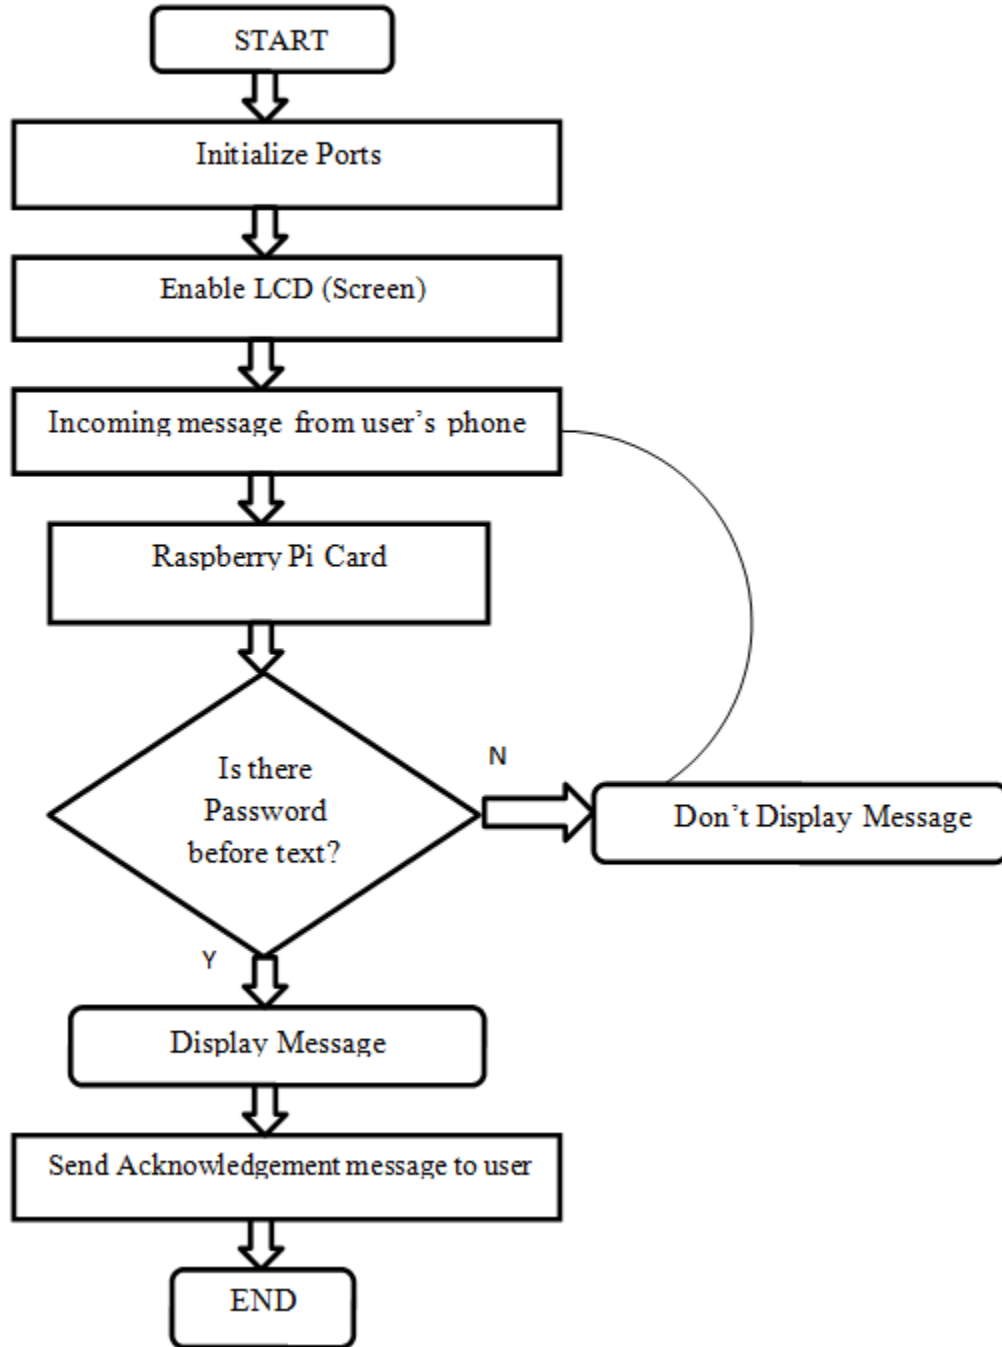 START
Initialize Ports
Enable LCD (Screen)
Incoming message from user's phone
Raspberry Pi Card
Is there
Password
before text?
N
Don't Display Message
Y
Display Message
Send Acknowledgement message to user
END